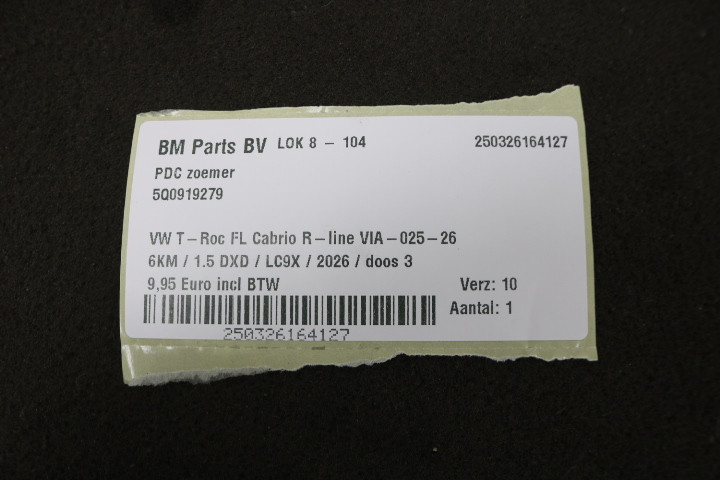 BM Parts BV LOK 8 - 104 250326164127
PDC zoemer
5Q0919279
VW T-Roc FL Cabrio R-line VIA-025-26
6KM / 1.5 DXD / LC9X / 2026 / doos 3
9,95 Euro incl BTW Verz: 10
Aantal: 1
250326164127